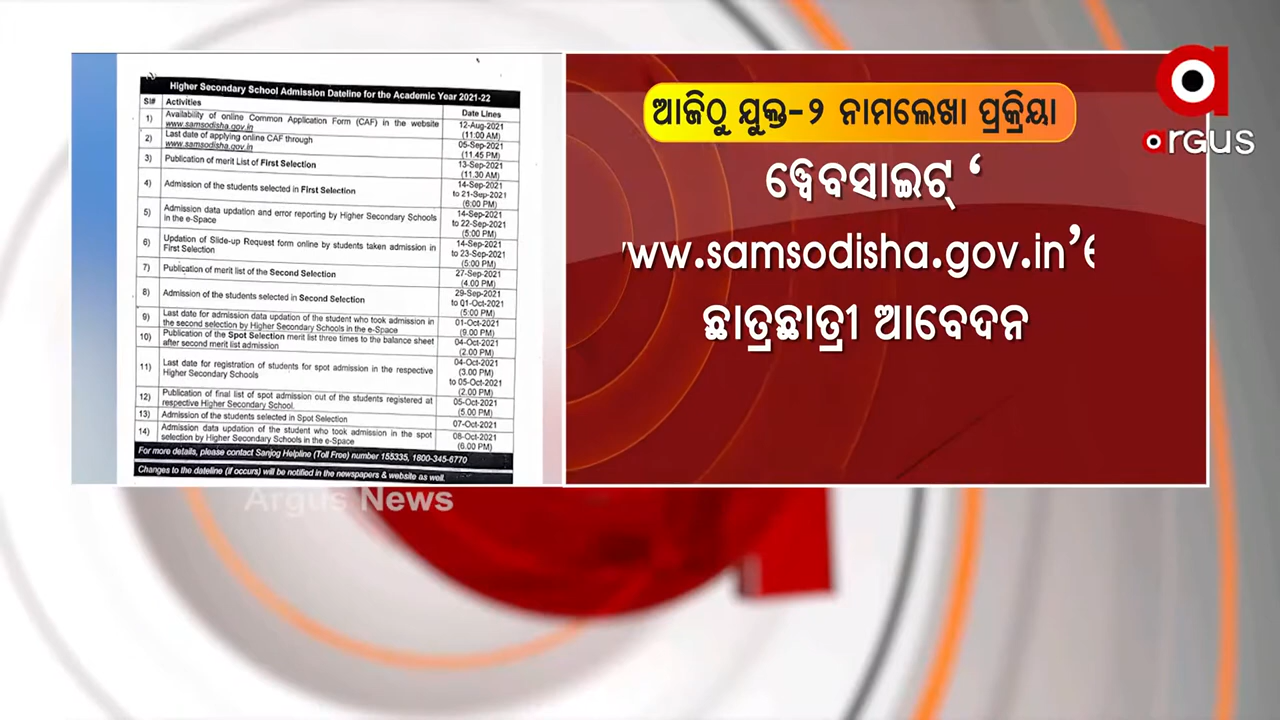 Higher Secondary School Admission Dateline for the Academic Year 2021-22
Sl# Activities Date Lines
1) Availability of online Common Application Form (CAF) in the website
www.samsodisha.gov.in
12-Aug-2021
(11:00 AM)
2) Last date of applying online CAF through
www.samsodisha.gov.in
05-Sep-2021
(11.45 PM)
3) Publication of merit List of First Selection
13-Sep-2021
(11.30 AM)
4) Admission of the students selected in First Selection
14-Sep-2021
to 21-Sep-2021
(6:00 PM)
5) Admission data updation and error reporting by Higher Secondary Schools
in the e-Space
14-Sep-2021
to 22-Sep-2021
(5:00 PM)
6) Updation of Slide-up Request form online by students taken admission in
First Selection
14-Sep-2021
to 23-Sep-2021
(5:00 PM)
7) Publication of merit list of the Second Selection
27-Sep-2021
(4.00 PM)
8) Admission of the students selected in Second Selection
29-Sep-2021
to 01-Oct-2021
(5:00 PM)
9) Last date for admission data updation of the student who took admission in
the second selection by Higher Secondary Schools in the e-Space
01-Oct-2021
(9.00 PM)
10) Publication of the Spot Selection merit list three times to the balance sheet
after second merit list admission
04-Oct-2021
(2.00 PM)
11) Last date for registration of students for spot admission in the respective
Higher Secondary Schools
04-Oct-2021
(3.00 PM)
to 05-Oct-2021
(2.00 PM)
12) Publication of final list of spot admission out of the students registered at
respective Higher Secondary School.
05-Oct-2021
(5.00 PM)
13) Admission of the students selected in Spot Selection
07-Oct-2021
14) Admission data updation of the student who took admission in the spot
selection by Higher Secondary Schools in the e-Space
08-Oct-2021
(6.00 PM)
For more details, please contact Sanjog Helpline (Toll Free) number 155335, 1800-345-6770
Changes to the dateline (if occurs) will be notified in the newspapers & website as well.
ଆଜିଠୁ ଯୁକ୍ତ-୨ ନାମଲେଖା ପ୍ରକ୍ରିୟା
ୱେବସାଇଟ୍ ‘
www.samsodisha.gov.in’
ଛାତ୍ରଛାତ୍ରୀ ଆବେଦନ
argus
Argus News